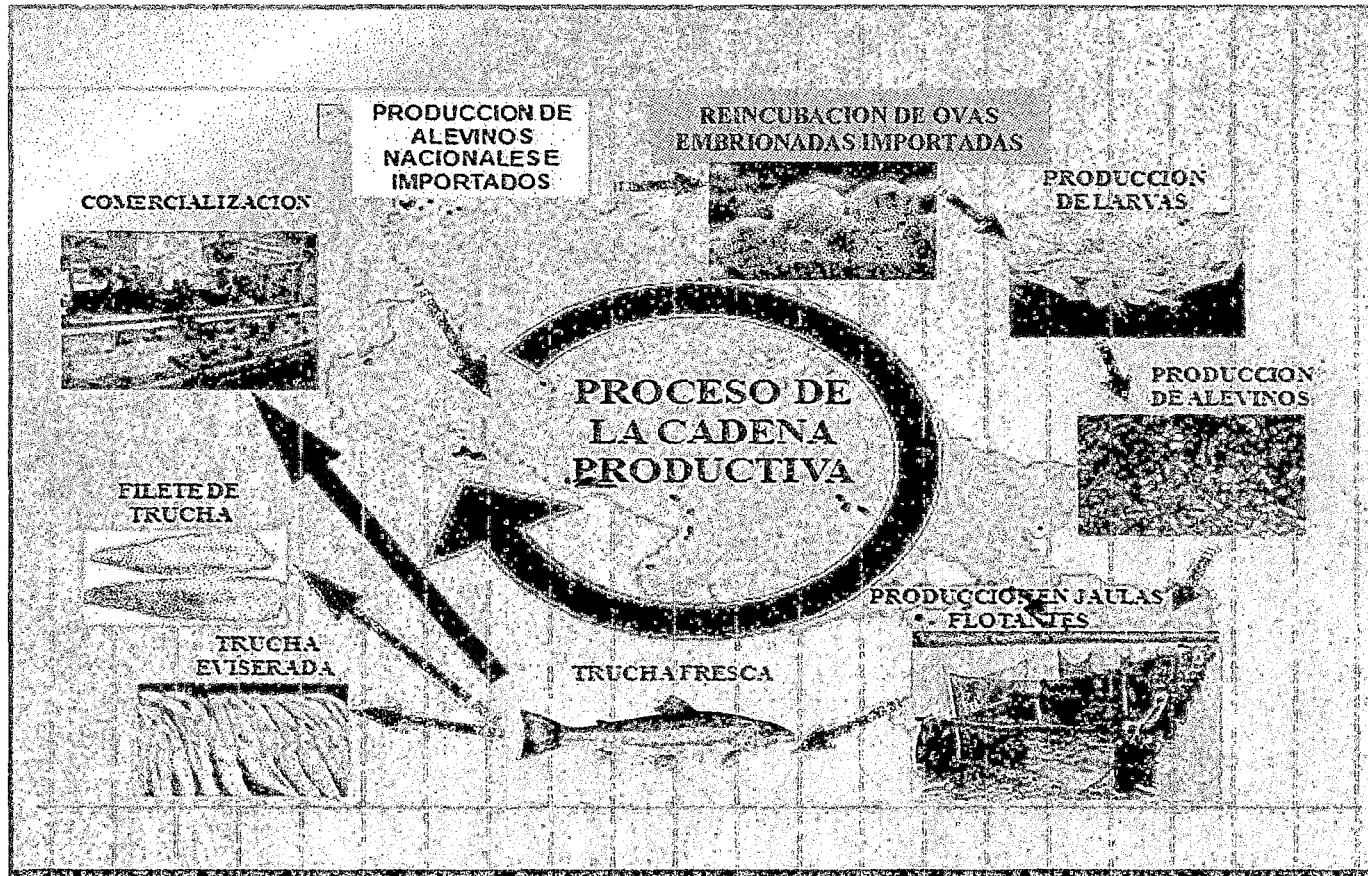 PRODUCCION DE
ALEVINOS
NACIONALES E
IMPORTADOS
REINCUBACION DE OVAS
EMBRIONADAS IMPORTADAS
PRODUCCION
DE LARVAS
PRODUCCION
DE ALEVINOS
PRODUCCION EN JAULAS
FLOTANTES
TRUCHA FRESCA
TRUCHA
EVISERADA
FILETE DE
TRUCHA
COMERCIALIZACION
PROCESO DE
LA CADENA
PRODUCTIVA